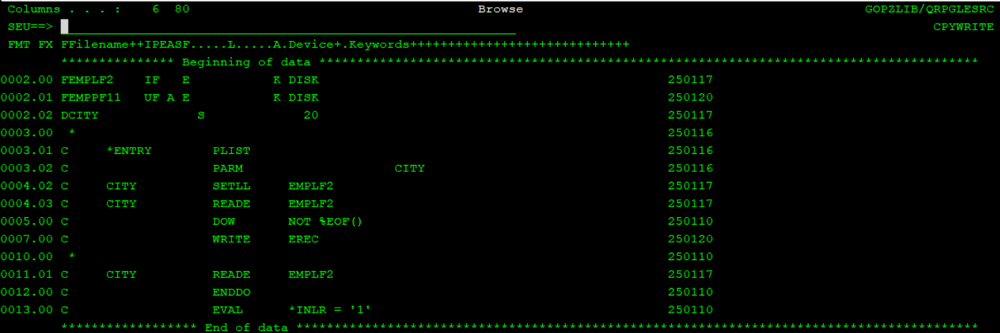 Columns . . . :    6  80                                      Browse                                             GOPZLIB/QRPGLESRC
SEU==>                                                                                                                    CPYWRITE
FMT FX FFilename++IPEASF.....L.....A.Device+.Keywords+++++++++++++++++++++++++++++
*************** Beginning of data ***************************************************************************************
0002.00 FEMPLF2    IF   E           K DISK                                              250117
0002.01 FEMPPF11   UF A E           K DISK                                              250120
0002.02 DCITY             S             20                                              250117
0003.00  *                                                                              250116
0003.01 C     *ENTRY        PLIST                                                       250116
0003.02 C                   PARM                    CITY                                250116
0004.02 C     CITY          SETLL     EMPLF2                                            250117
0004.03 C     CITY          READE     EMPLF2                                            250117
0005.00 C                   DOW       NOT %EOF()                                        250110
0007.00 C                   WRITE     EREC                                              250120
0010.00  *                                                                              250110
0011.01 C     CITY          READE     EMPLF2                                            250117
0012.00 C                   ENDDO                                                       250110
0013.00 C                   EVAL      *INLR = '1'                                       250110
****************** End of data ******************************************************************************************